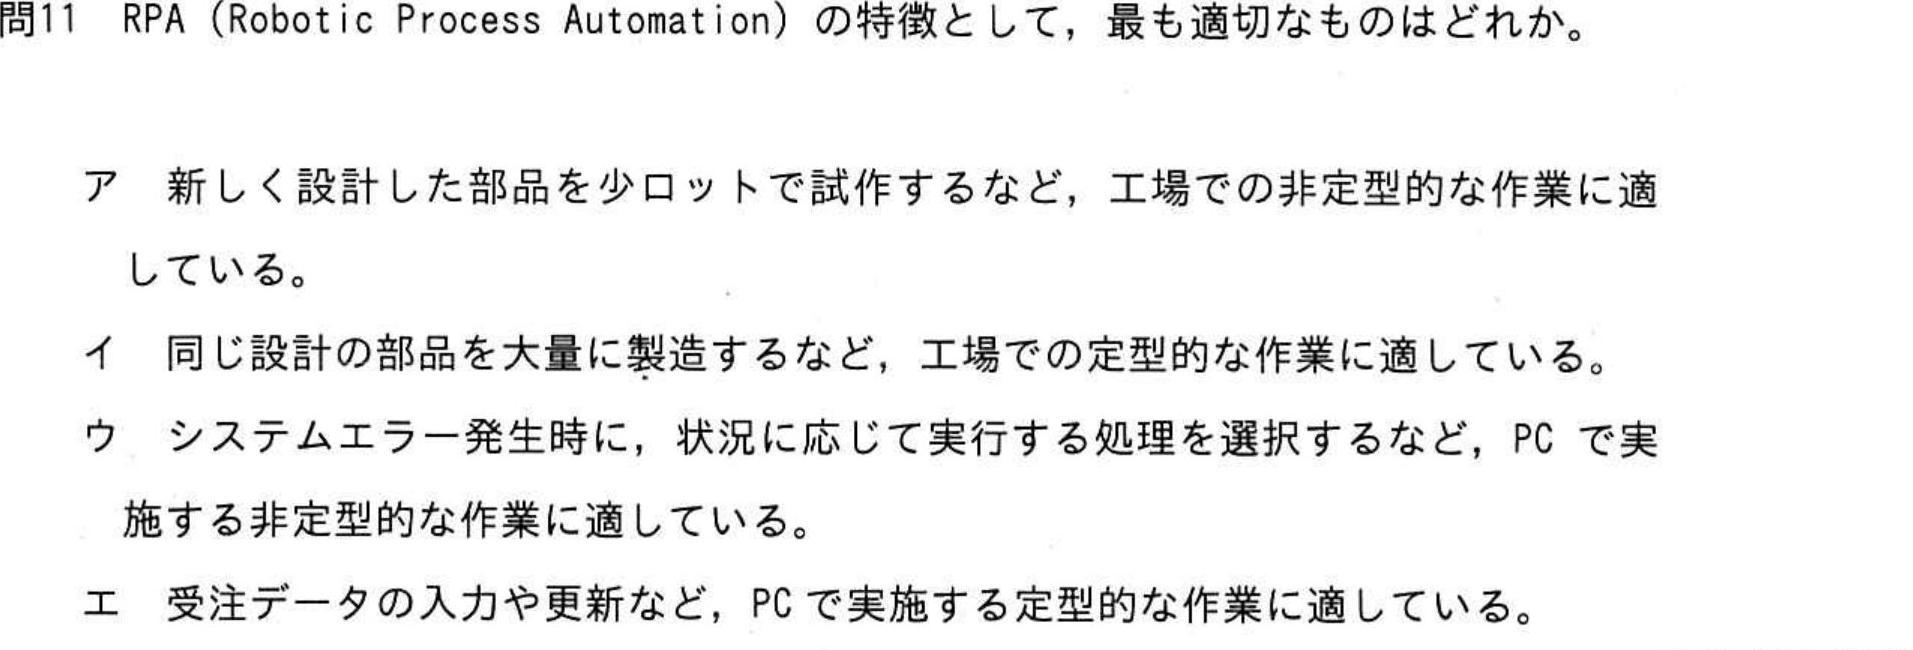 問11　RPA（Robotic Process Automation）の特徴として，最も適切なものはどれか。
ア　新しく設計した部品を少ロットで試作するなど，工場での非定型的な作業に適
している。
イ　同じ設計の部品を大量に製造するなど，工場での定型的な作業に適している。
ウ　システムエラー発生時に，状況に応じて実行する処理を選択するなど，PC で実
施する非定型的な作業に適している。
エ　受注データの入力や更新など，PC で実施する定型的な作業に適している。